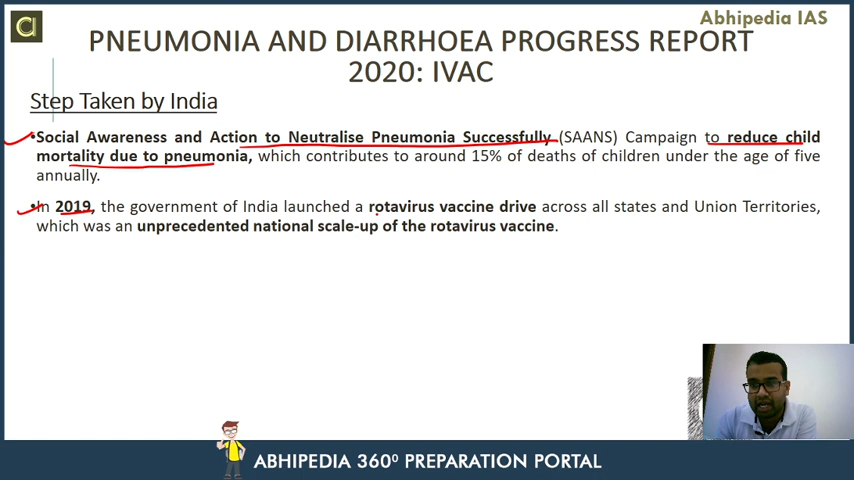 a
Abhipedia IAS
PNEUMONIA AND DIARRHOEA PROGRESS REPORT
2020: IVAC
Step Taken by India
•Social Awareness and Action to Neutralise Pneumonia Successfully (SAANS) Campaign to reduce child
mortality due to pneumonia, which contributes to around 15% of deaths of children under the age of five
annually.
•In 2019, the government of India launched a rotavirus vaccine drive across all states and Union Territories,
which was an unprecedented national scale-up of the rotavirus vaccine.
ABHIPEDIA 360⁰ PREPARATION PORTAL